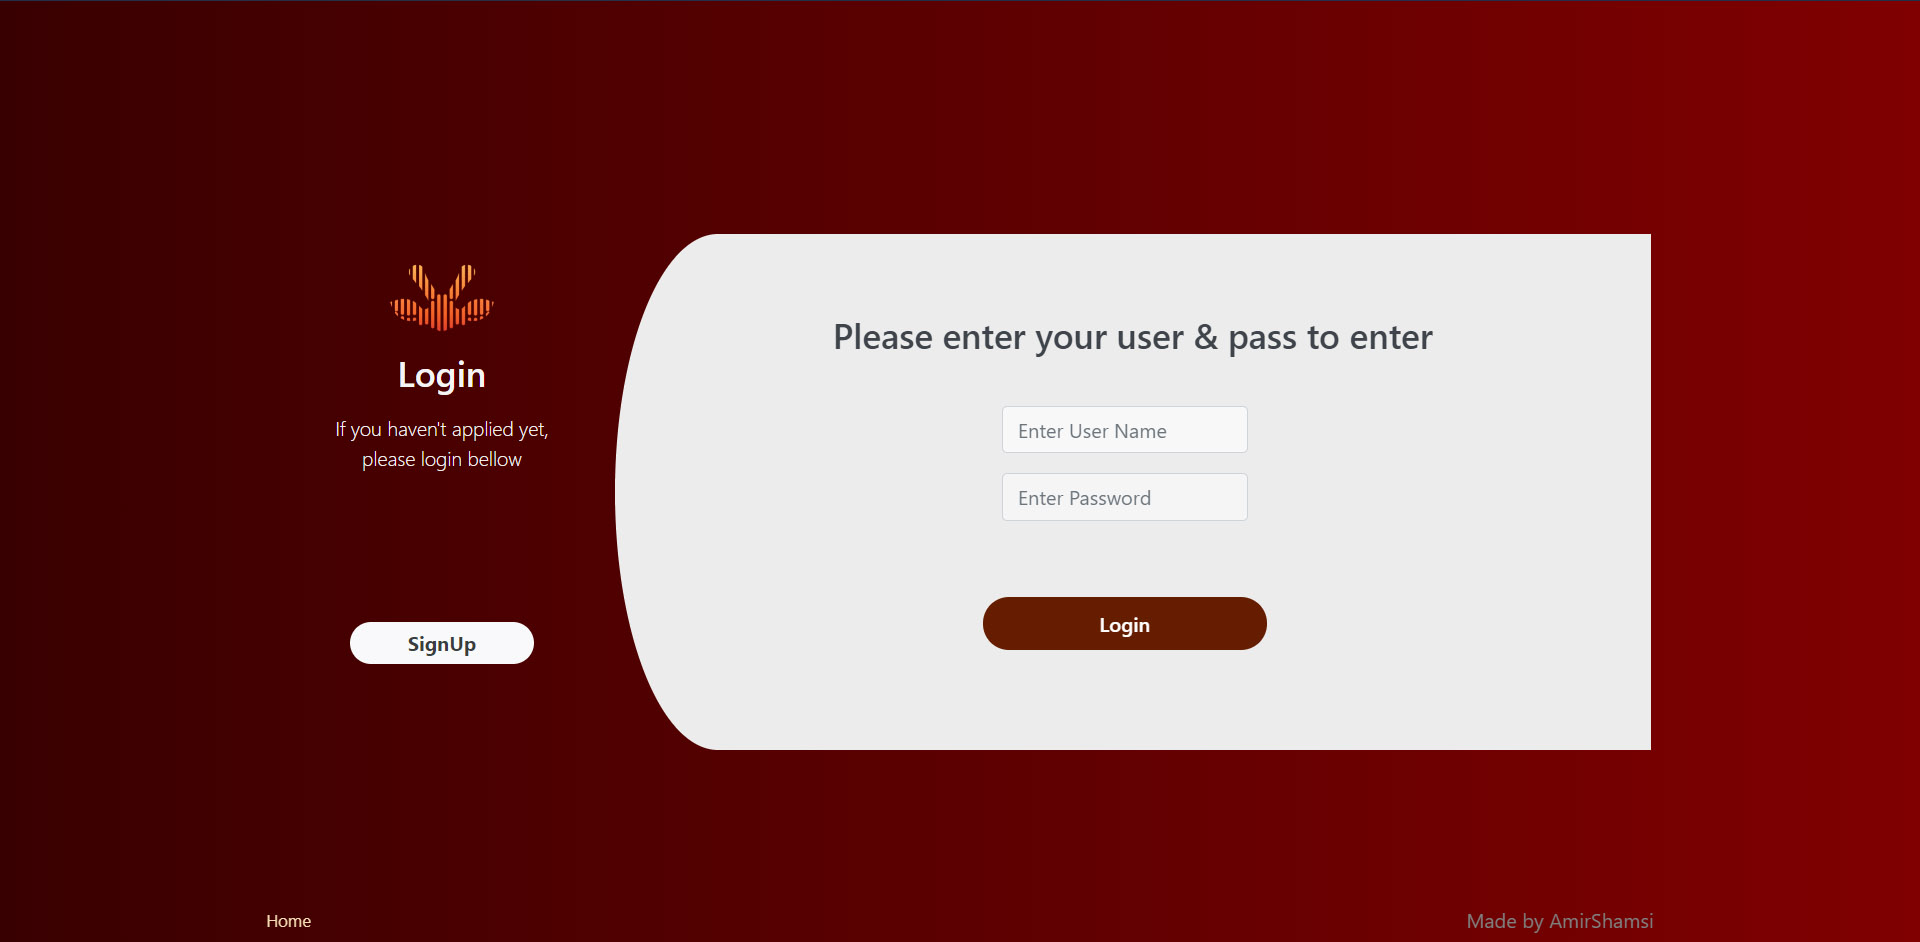 Login
If you haven't applied yet,
please login bellow
SignUp
Please enter your user & pass to enter
Enter User Name
Enter Password
Login
Home
Made by AmirShamsi